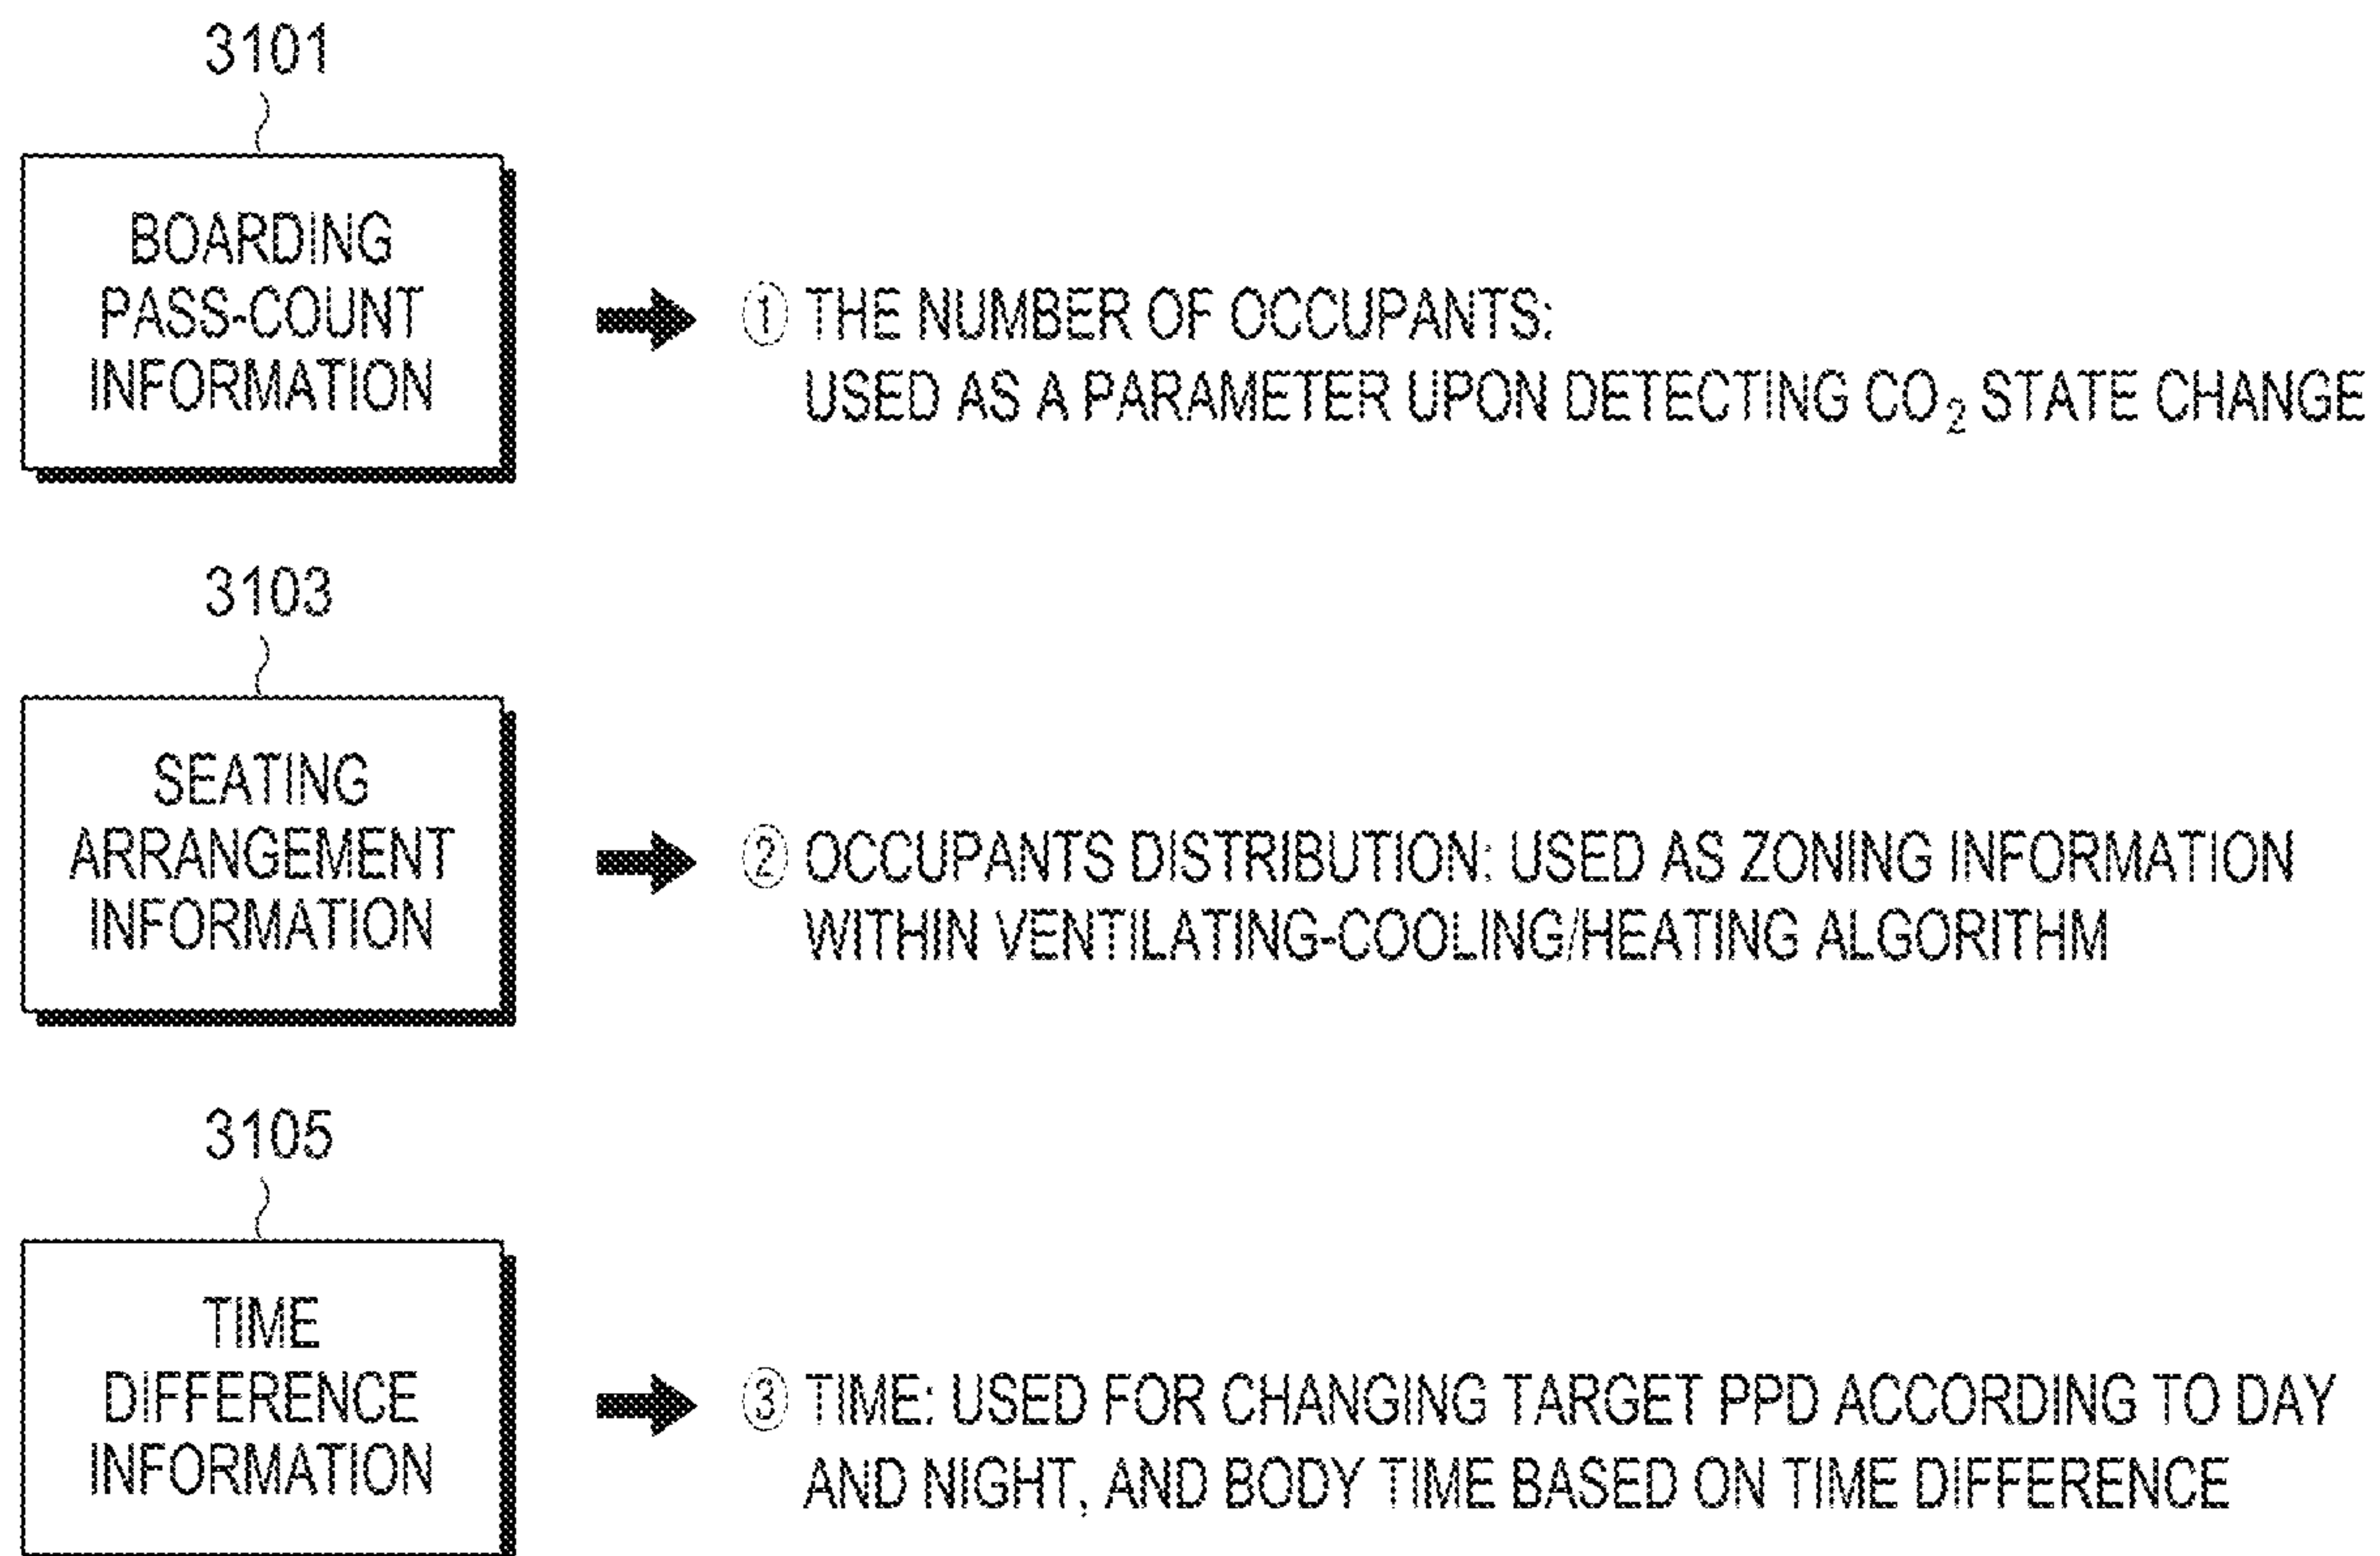 3101
BOARDING
PASS-COUNT
INFORMATION
① THE NUMBER OF OCCUPANTS:
USED AS A PARAMETER UPON DETECTING CO₂ STATE CHANGE
3103
SEATING
ARRANGEMENT
INFORMATION
② OCCUPANTS DISTRIBUTION: USED AS ZONING INFORMATION
WITHIN VENTILATING-COOLING/HEATING ALGORITHM
3105
TIME
DIFFERENCE
INFORMATION
③ TIME: USED FOR CHANGING TARGET PPD ACCORDING TO DAY
AND NIGHT, AND BODY TIME BASED ON TIME DIFFERENCE